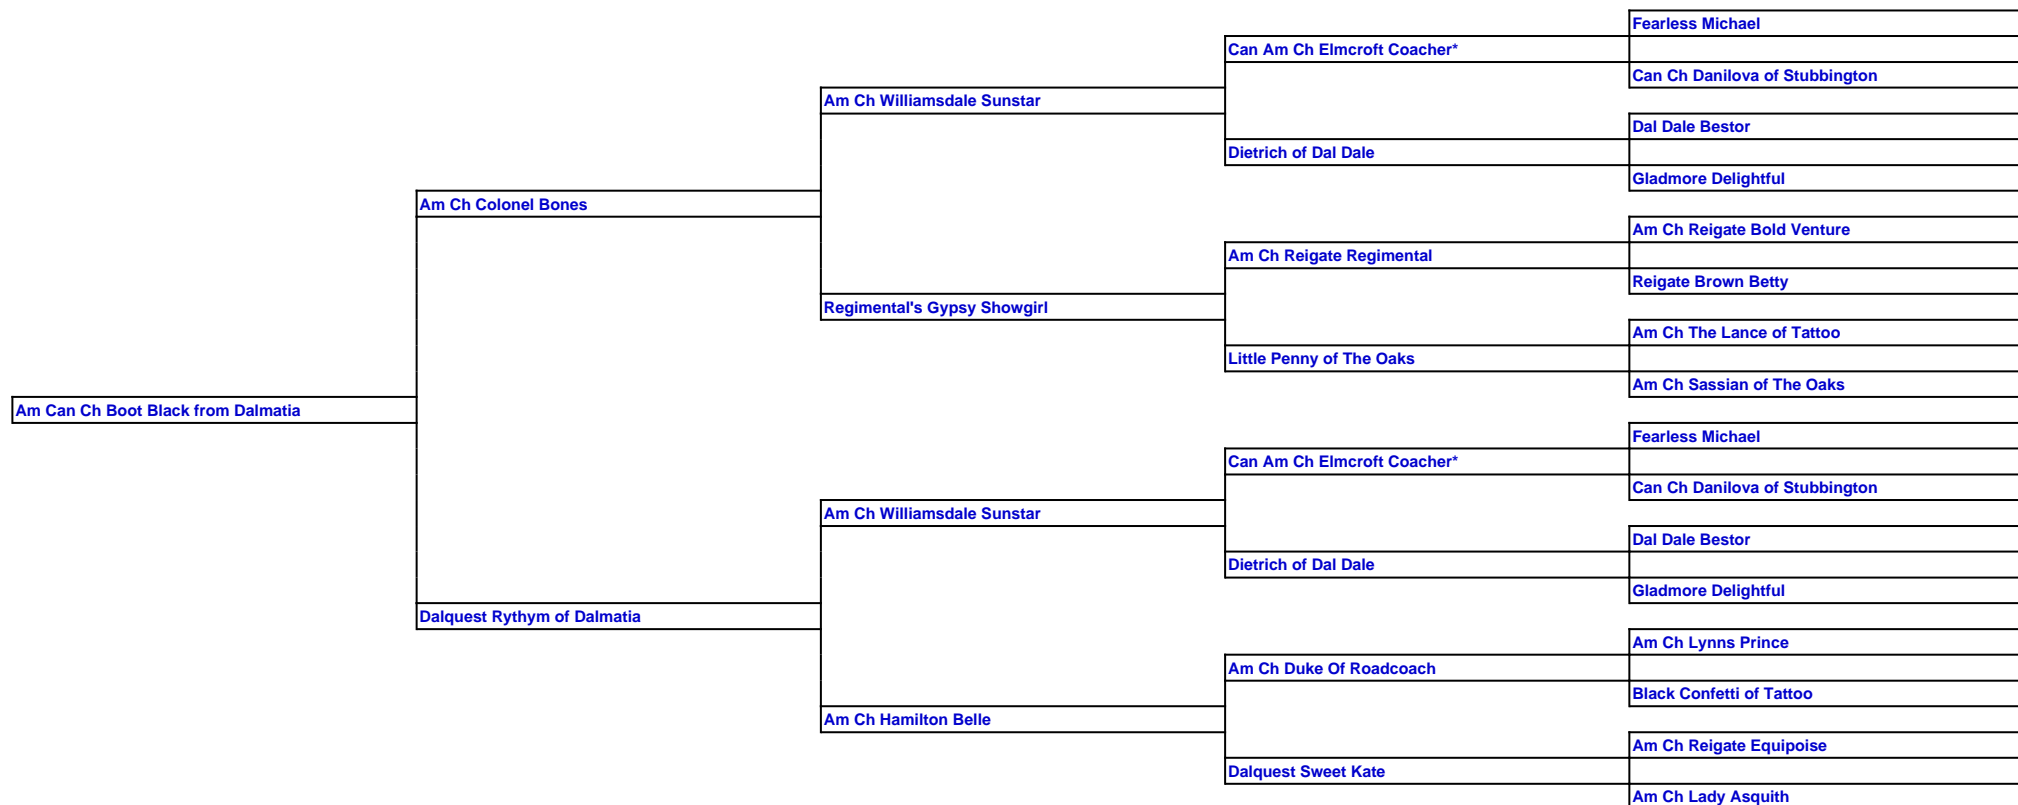 Fearless Michael
Can Am Ch Elmcroft Coacher*
Can Ch Danilova of Stubbington
Am Ch Williamsdale Sunstar
Dal Dale Bestor
Dietrich of Dal Dale
Gladmore Delightful
Am Ch Colonel Bones
Am Ch Reigate Bold Venture
Am Ch Reigate Regimental
Reigate Brown Betty
Regimental's Gypsy Showgirl
Am Ch The Lance of Tattoo
Little Penny of The Oaks
Am Ch Sassian of The Oaks
Am Can Ch Boot Black from Dalmatia
Fearless Michael
Can Am Ch Elmcroft Coacher*
Can Ch Danilova of Stubbington
Am Ch Williamsdale Sunstar
Dal Dale Bestor
Dietrich of Dal Dale
Gladmore Delightful
Dalquest Rythym of Dalmatia
Am Ch Lynns Prince
Am Ch Duke Of Roadcoach
Black Confetti of Tattoo
Am Ch Hamilton Belle
Am Ch Reigate Equipoise
Dalquest Sweet Kate
Am Ch Lady Asquith